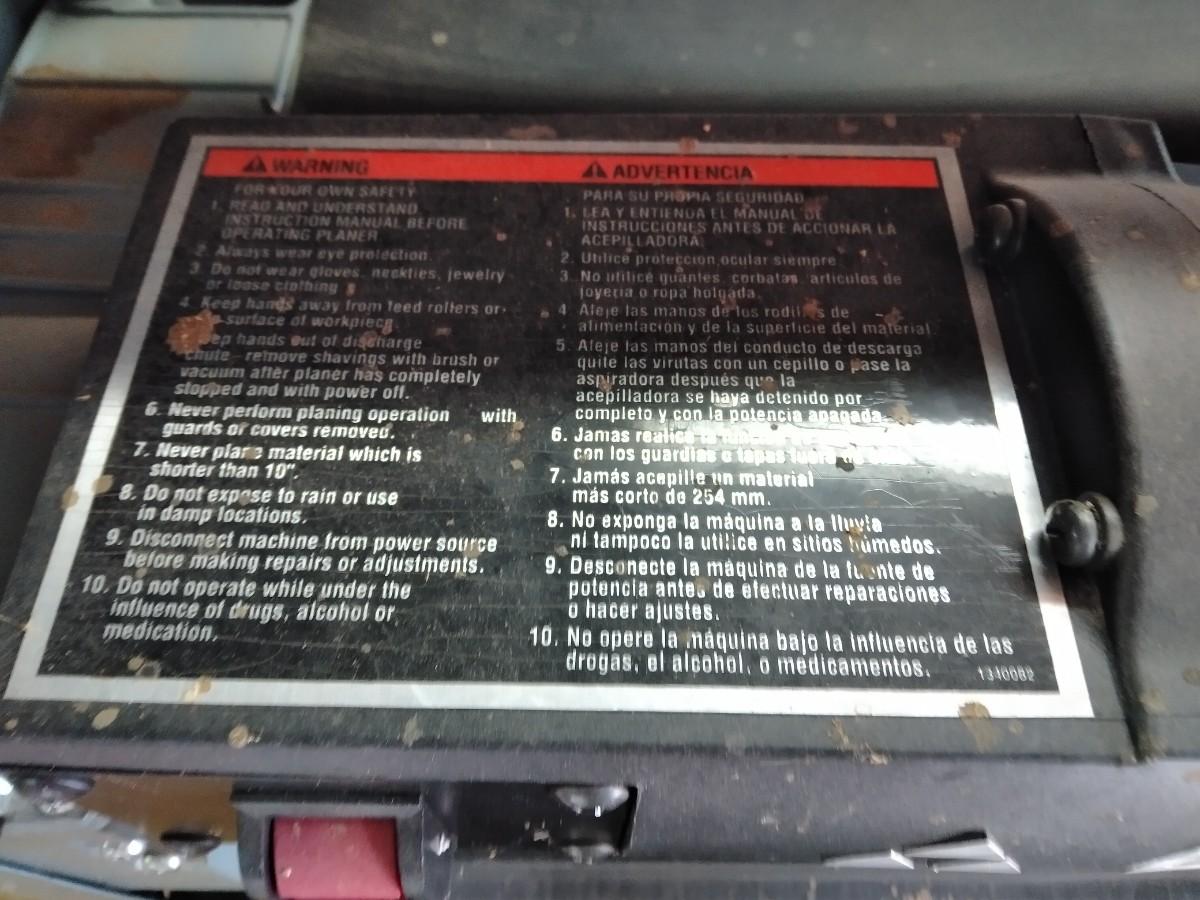 WARNING
FOR YOUR OWN SAFETY
1. READ AND UNDERSTAND
INSTRUCTION MANUAL BEFORE
OPERATING PLANER
2. Always wear eye protection.
3. Do not wear gloves, neckties, jewelry
or loose clothing
4. Keep hands away from feed rollers or
surface of workpiece
hands out of discharge
chute - remove shavings with brush or
vacuum after planer has completely
stopped and with power off.
6. Never perform planing operation with
guards or covers removed.
7. Never plane material which is
shorter than 10".
8. Do not expose to rain or use
in damp locations.
9. Disconnect machine from power source
before making repairs or adjustments.
10. Do not operate while under the
influence of drugs, alcohol or
medication.
ADVERTENCIA
PARA SU PROPIA SEGURIDAD
1. LEA Y ENTIENDA EL MANUAL DE
INSTRUCCIONES ANTES DE ACCIONAR LA
ACEPILLADORA.
2. Utilice protección ocular siempre
3. No utilice guantes, corbatas, artículos de
joyería o ropa holgada
4 Aleje las manos de los rodillos de
alimentación y de la superficie del material.
5. Aleje las manos del conducto de descarga
quite las virutas con un cepillo o pase la
aspiradora después que la
acepilladora se haya detenido por
completo y con la potencia apagada.
6. Jamas realice la
con los guardias o tapas fuera de
7. Jamás acepille un material
más corto de 254 mm.
8. No exponga la máquina a la lluvia
ni tampoco la utilice en sitios húmedos.
9. Desconecte la máquina de la fuente de
potencia antes de efectuar reparaciones
o hacer ajustes.
10. No opere la máquina bajo la influencia de las
drogas, el alcohol, o medicamentos.
1340082